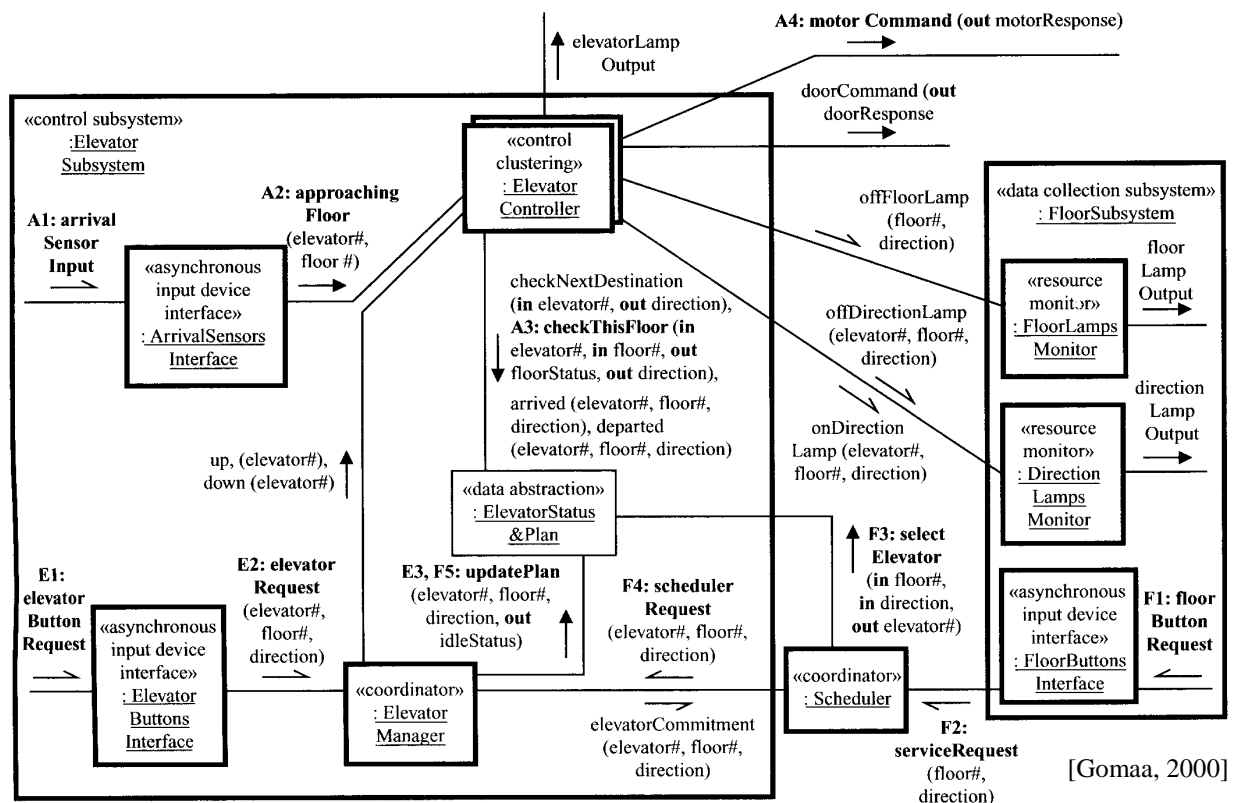 elevatorLamp
Output
A4: motor Command (out motorResponse)
doorCommand (out
doorResponse
«control subsystem»
:Elevator
Subsystem
«control
clustering»
: Elevator
Controller
A1: arrival
Sensor
Input
A2: approaching
Floor
(elevator#,
floor #)
«asynchronous
input device
interface»
: ArrivalSensors
Interface
checkNextDestination
(in elevator#, out direction),
A3: checkThisFloor (in
elevator#, in floor#, out
floorStatus, out direction),
arrived (elevator#, floor#,
direction), departed
(elevator#, floor#, direction)
offFloorLamp
(floor#,
direction)
offDirectionLamp
(elevator#, floor#,
direction)
onDirection
Lamp (elevator#,
floor#, direction)
«data collection subsystem»
: FloorSubsystem
floor
Lamp
Output
«resource
monitor»
: FloorLamps
Monitor
direction
Lamp
Output
«resource
monitor»
: Direction
Lamps
Monitor
up, (elevator#),
down (elevator#)
«data abstraction»
: ElevatorStatus
&Plan
E1:
elevator
Button
Request
«asynchronous
input device
interface»
: Elevator
Buttons
Interface
E2: elevator
Request
(elevator#,
floor#,
direction)
E3, F5: updatePlan
(elevator#, floor#,
direction, out
idleStatus)
«coordinator»
: Elevator
Manager
F4: scheduler
Request
(elevator#, floor#,
direction)
elevatorCommitment
(elevator#, floor#,
direction)
F3: select
Elevator
(in floor#,
in direction,
out elevator#)
«coordinator»
: Scheduler
«asynchronous
input device
interface»
: FloorButtons
Interface
F1: floor
Button
Request
F2:
serviceRequest
(floor#,
direction)
[Gomaa, 2000]